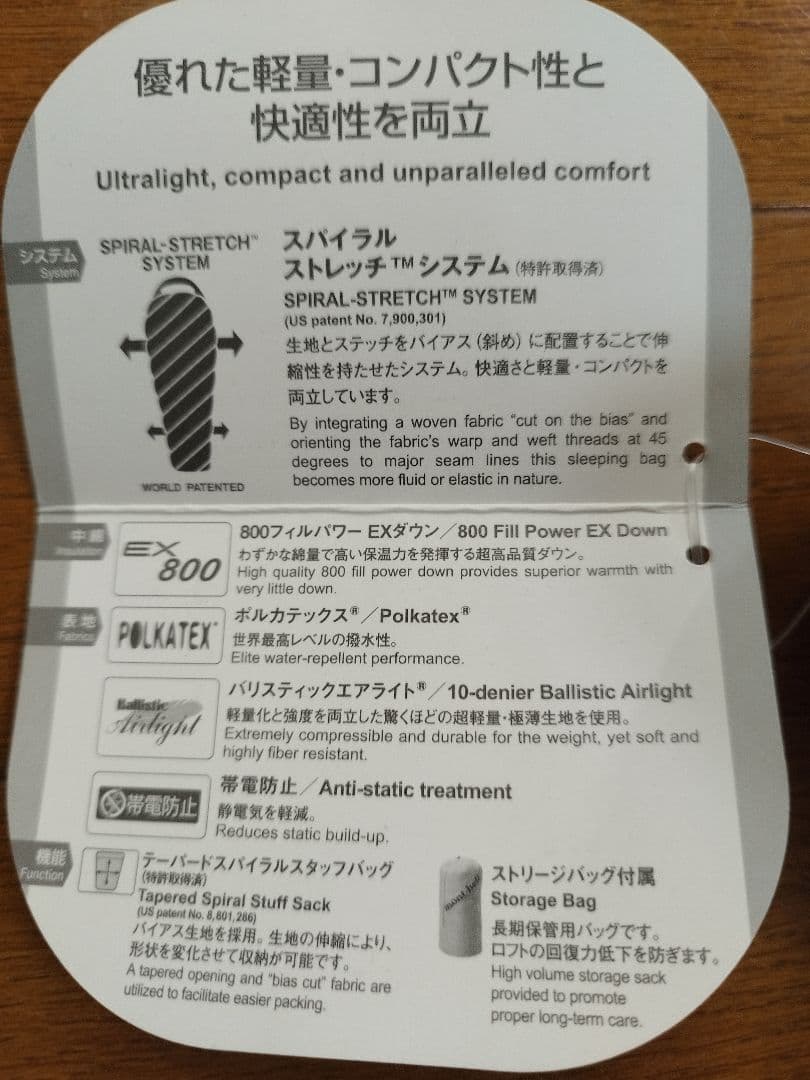 優れた軽量・コンパクト性と
快適性を両立
Ultralight, compact and unparalleled comfort
システム
System
SPIRAL-STRETCH™
SYSTEM
WORLD PATENTED
スパイラル
ストレッチ™システム(特許取得済)
SPIRAL-STRETCH™ SYSTEM
(US patent No. 7,900,301)
生地とステッチをバイアス(斜め)に配置することで伸
縮性を持たせたシステム。快適さと軽量・コンパクトを
両立しています。
By integrating a woven fabric "cut on the bias" and
orienting the fabric's warp and weft threads at 45
degrees to major seam lines this sleeping bag
becomes more fluid or elastic in nature.
中綿
Insulation
EX
800
800フィルパワー EXダウン/800 Fill Power EX Down
わずかな綿量で高い保温力を発揮する超高品質ダウン。
High quality 800 fill power down provides superior warmth with
very little down.
表地
Fabrics
POLKATEX
ポルカテックス®/Polkatex®
世界最高レベルの撥水性。
Elite water-repellent performance.
Ballistic
Airlight
バリスティックエアライト®/10-denier Ballistic Airlight
軽量化と強度を両立した驚くほどの超軽量・極薄生地を使用。
Extremely compressible and durable for the weight, yet soft and
highly fiber resistant.
帯電防止
帯電防止/Anti-static treatment
静電気を軽減。
Reduces static build-up.
機能
Function
テーパードスパイラルスタッフバッグ
(特許取得済)
Tapered Spiral Stuff Sack
(US patent No. 8,801,286)
バイアス生地を採用。生地の伸縮により、
形状を変化させて収納が可能です。
A tapered opening and "bias cut" fabric are
utilized to facilitate easier packing.
mont-bell
ストリージバッグ付属
Storage Bag
長期保管用バッグです。
ロフトの回復力低下を防ぎます。
High volume storage sack
provided to promote
proper long-term care.